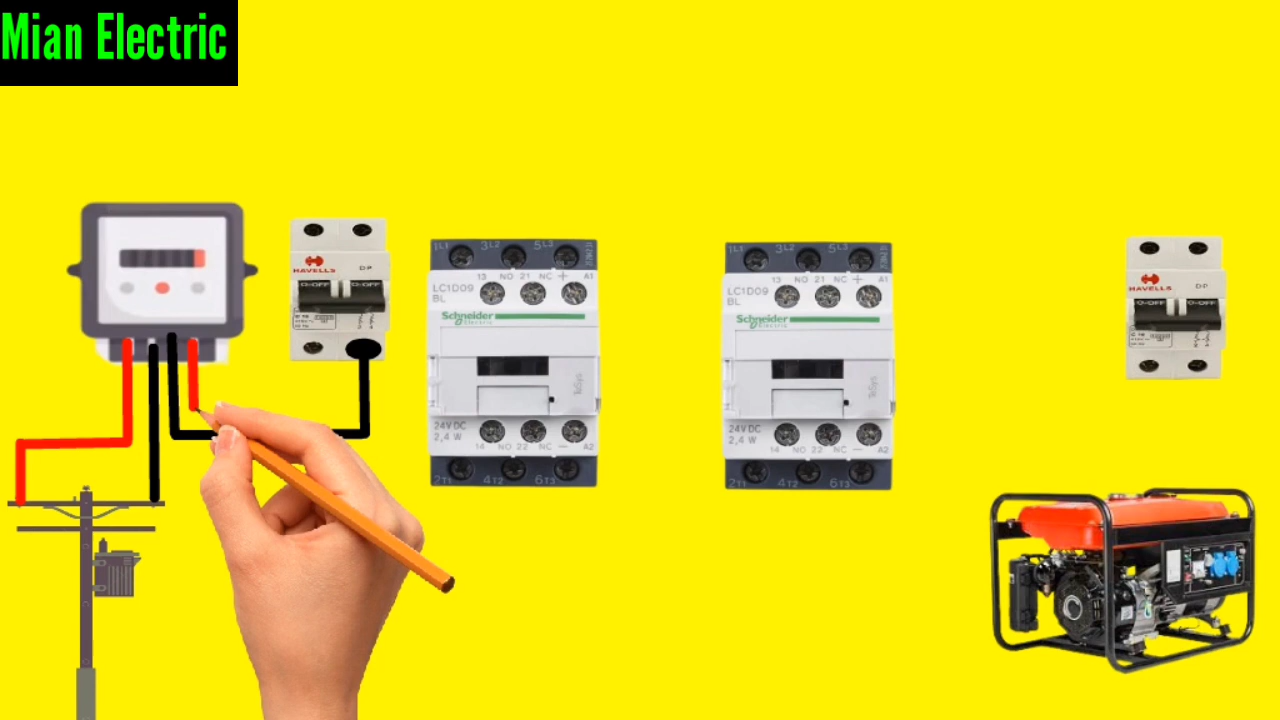 Mian Electric
HAVELLS
DP
1L1 3L2 5L3
13 NO 21 NC + A1
LC1D09
BL
Schneider
Electric
TeSys
24V DC
2,4 W
14 NO 22 NC − A2
2T1 4T2 6T3
1L1 3L2 5L3
13 NO 21 NC + A1
LC1D09
BL
Schneider
Electric
TeSys
24V DC
2,4 W
14 NO 22 NC − A2
2T1 4T2 6T3
HAVELLS
DP